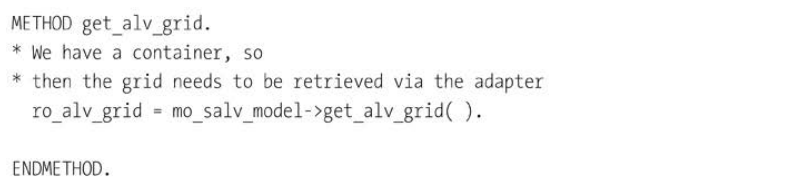 METHOD get_alv_grid.
* We have a container, so
* then the grid needs to be retrieved via the adapter
  ro_alv_grid = mo_salv_model->get_alv_grid( ).

ENDMETHOD.